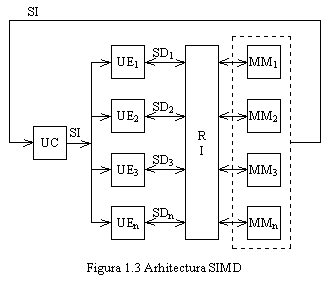 SI
UE1 SD1 MM1
UE2 SD2 R MM2
UC SI I
UE3 SD3 MM3
UEn SDn MMn
Figura 1.3 Arhitectura SIMD